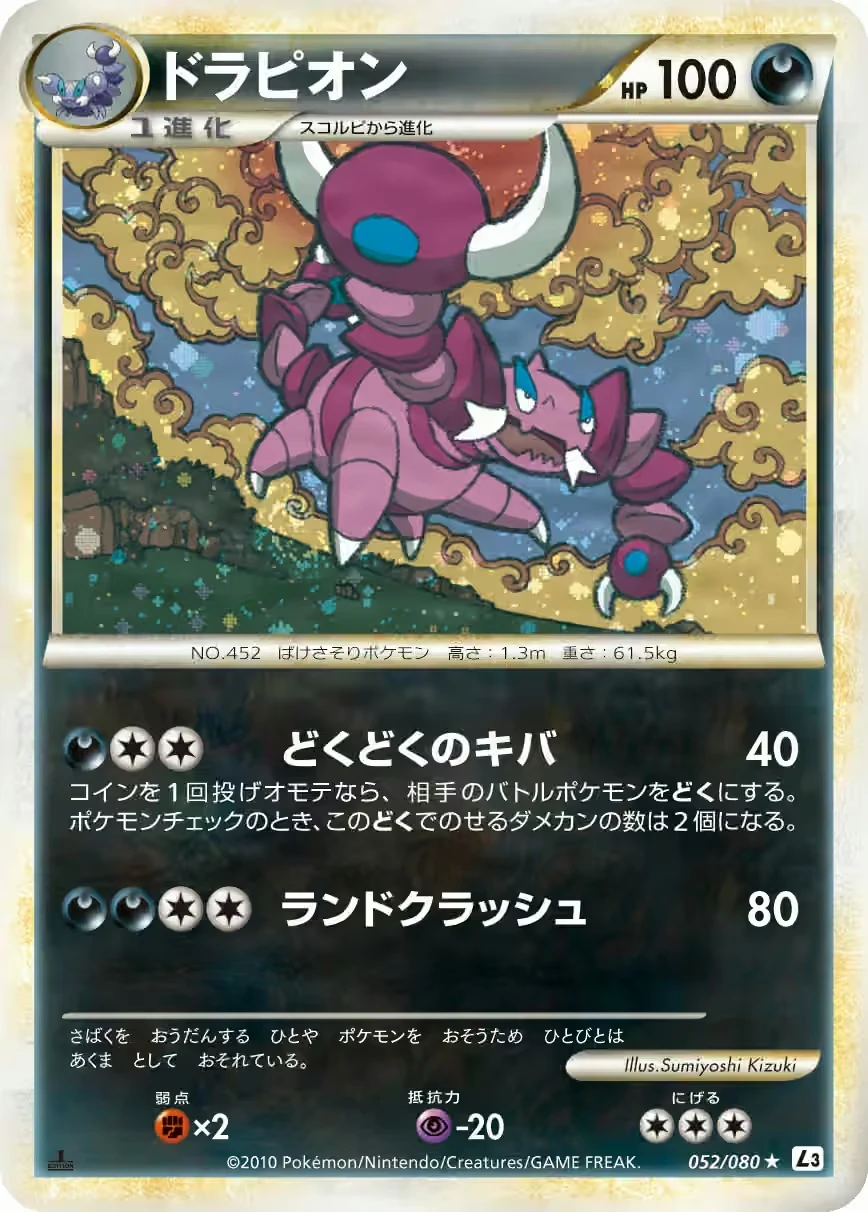 ドラピオン
HP 100
1進化
スコルピから進化
NO.452 ばけさそりポケモン 高さ:1.3m 重さ:61.5kg
どくどくのキバ 40
コインを1回投げオモテなら、相手のバトルポケモンをどくにする。
ポケモンチェックのとき、このどくでのせるダメカンの数は2個になる。
ランドクラッシュ 80
さばくを おうだんする ひとや ポケモンを おそうため ひとびとは
あくま として おそれている。
Illus.Sumiyoshi Kizuki
弱点 抵抗力 にげる
×2 -20
1 EDITION
©2010 Pokémon/Nintendo/Creatures/GAME FREAK.
052/080 ★ L3